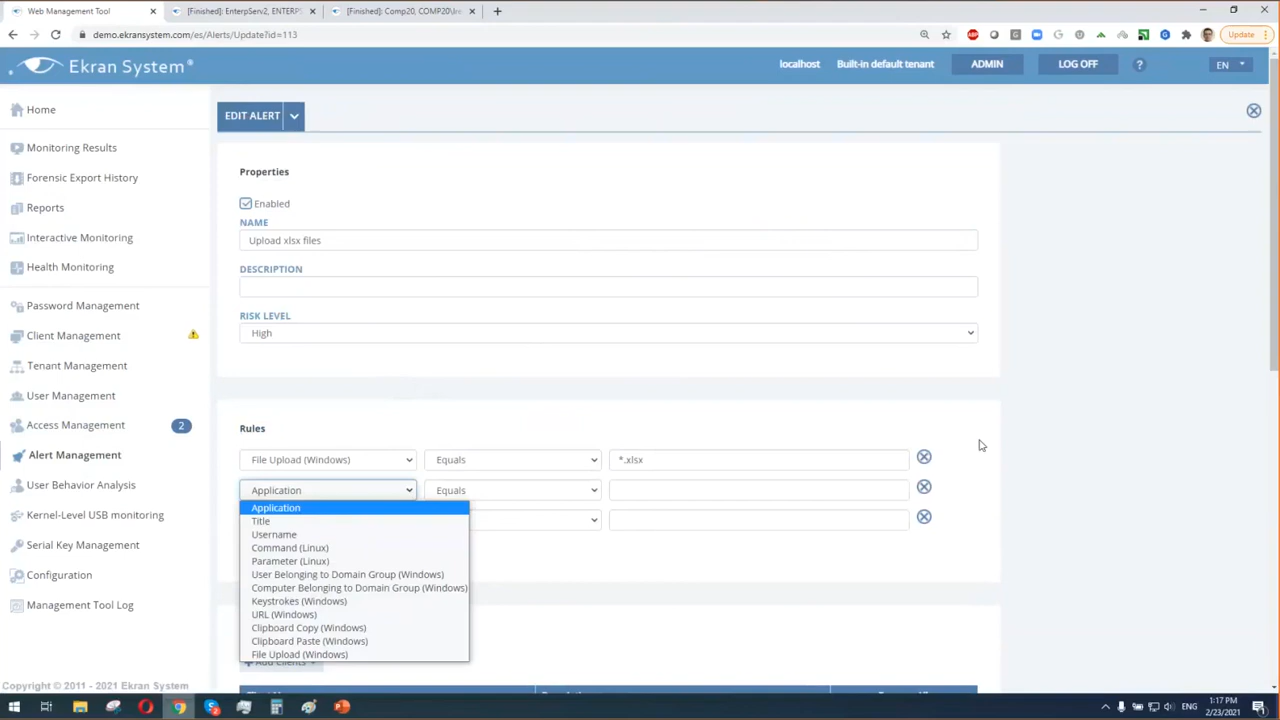 Web Management Tool
[Finished]: EnterpServ2, ENTERPS
[Finished]: Comp20, COMP20\Jre
demo.ekransystem.com/es/Alerts/Update?id=113
Update
Ekran System®
localhost
Built-in default tenant
ADMIN
LOG OFF
?
EN
Home
Monitoring Results
Forensic Export History
Reports
Interactive Monitoring
Health Monitoring
Password Management
Client Management
Tenant Management
User Management
Access Management 2
Alert Management
User Behavior Analysis
Kernel-Level USB monitoring
Serial Key Management
Configuration
Management Tool Log
EDIT ALERT
Properties
Enabled
NAME
Upload xlsx files
DESCRIPTION
RISK LEVEL
High
Rules
File Upload (Windows) Equals *.xlsx
Application Equals
Application
Title
Username
Command (Linux)
Parameter (Linux)
User Belonging to Domain Group (Windows)
Computer Belonging to Domain Group (Windows)
Keystrokes (Windows)
URL (Windows)
Clipboard Copy (Windows)
Clipboard Paste (Windows)
File Upload (Windows)
Add Clients
Copyright © 2011 - 2021 Ekran System
ENG
1:17 PM
2/23/2021